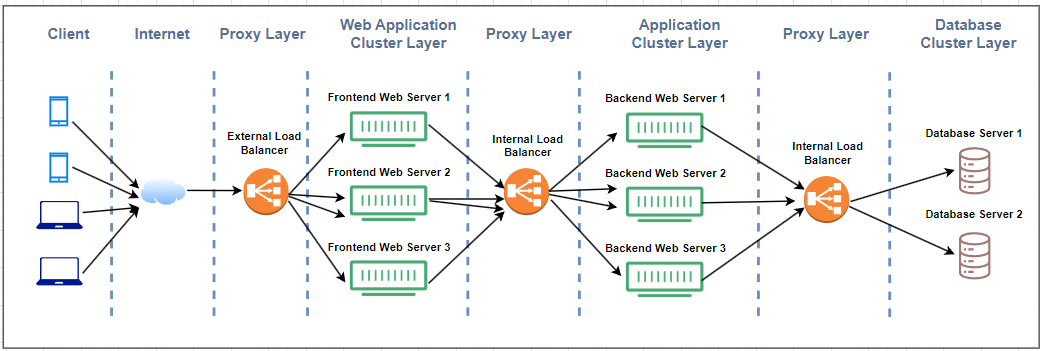 Client
Internet
Proxy Layer
Web Application
Cluster Layer
Proxy Layer
Application
Cluster Layer
Proxy Layer
Database
Cluster Layer
External Load
Balancer
Frontend Web Server 1
Frontend Web Server 2
Frontend Web Server 3
Internal Load
Balancer
Backend Web Server 1
Backend Web Server 2
Backend Web Server 3
Internal Load
Balancer
Database Server 1
Database Server 2